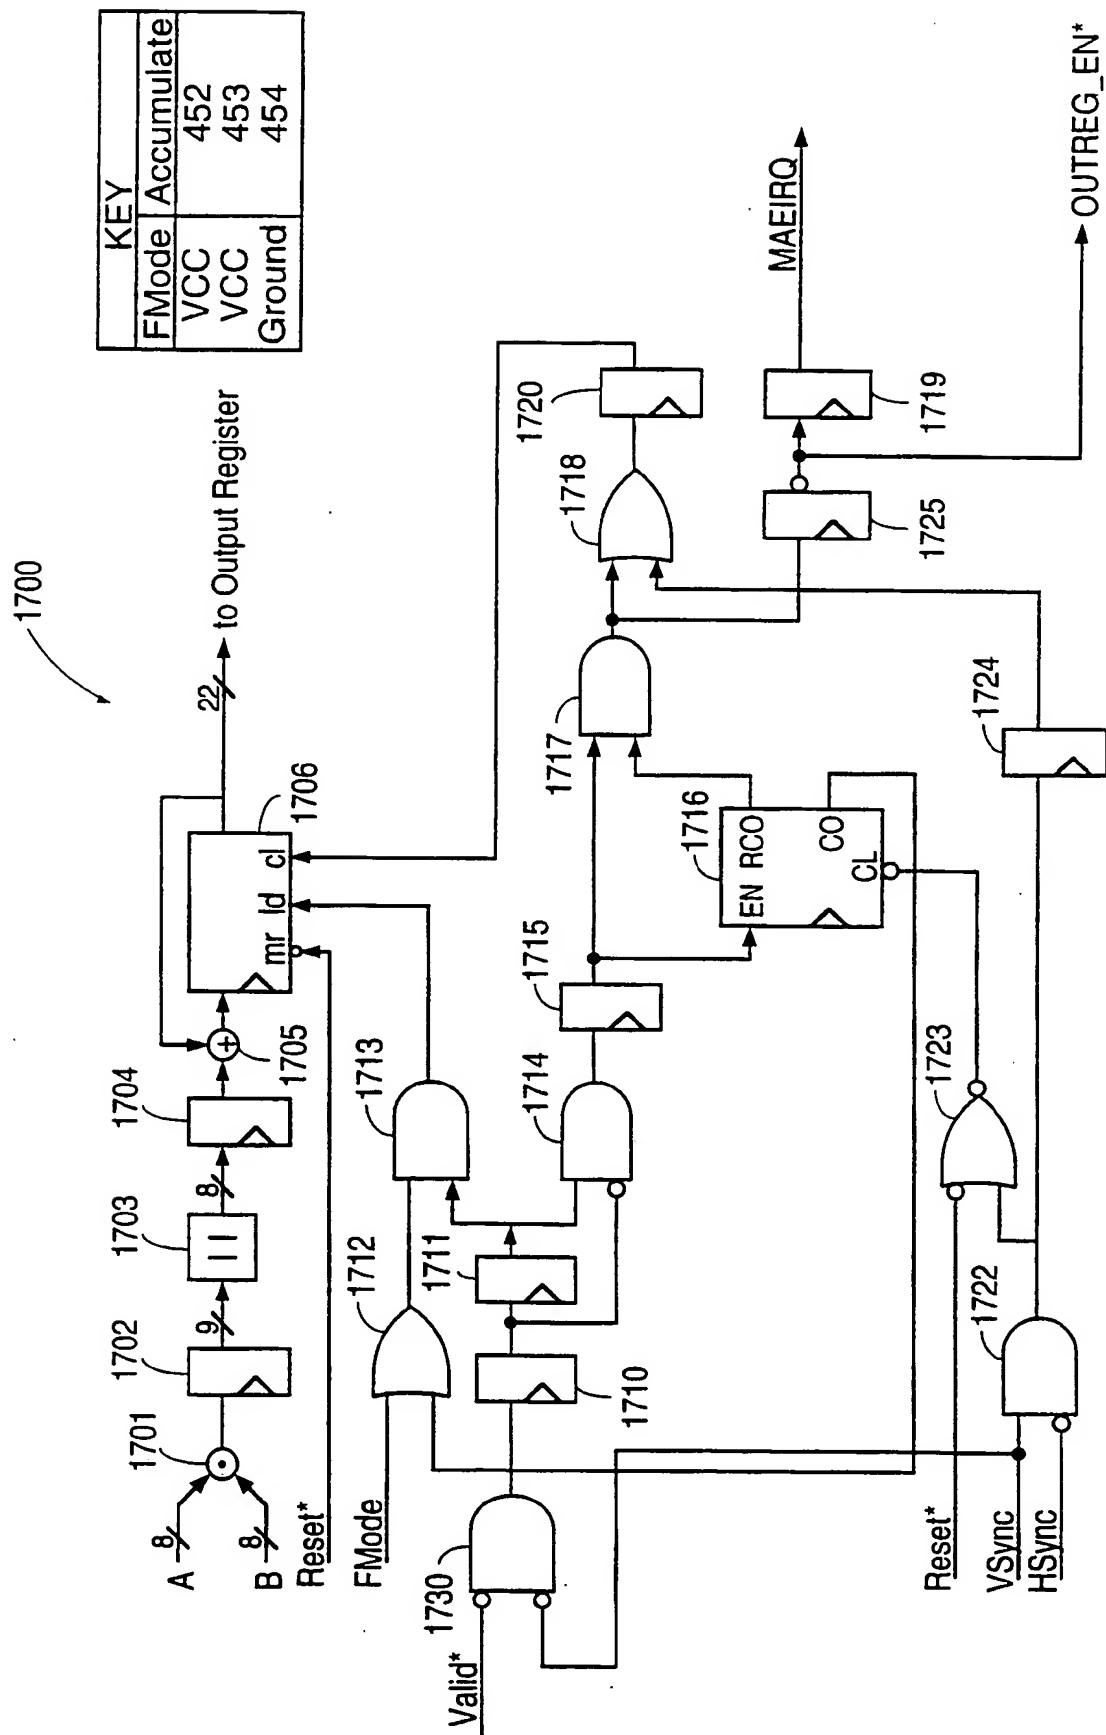 1700
KEY
FMode Accumulate
VCC 452
VCC 453
Ground 454
A 8
B 8
1701
1702
9
1703
8
1704
1705
1706
mr ld cl
22
to Output Register
Reset*
FMode
1712
1713
1711
1710
1714
1715
1730
Valid*
1716
EN RCO
CO
CL
1717
1718
1720
MAEIRQ
1719
1725
OUTREG_EN*
Reset*
VSync
HSync
1722
1723
1724